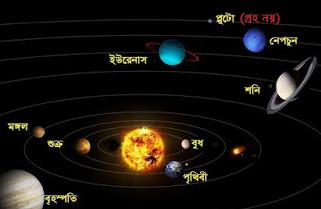 প্লুটো (গ্রহ নয়)
নেপচুন
ইউরেনাস
শনি
মঙ্গল
শুক্র
বুধ
পৃথিবী
বৃহস্পতি